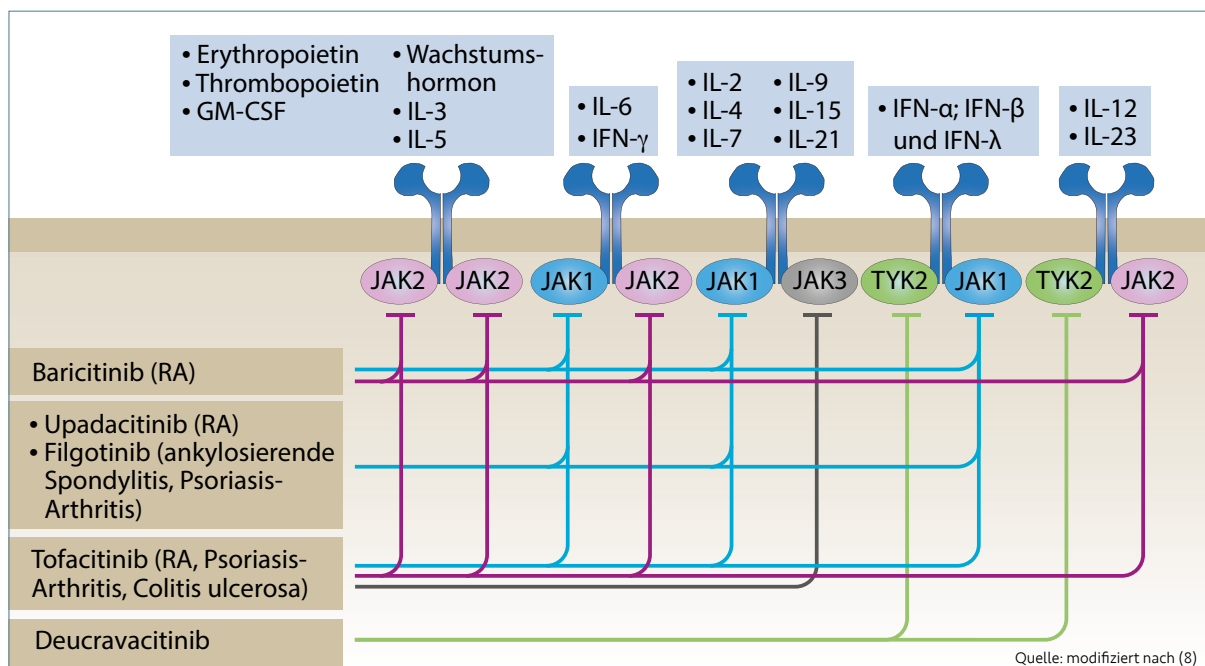 • Erythropoietin
• Thrombopoietin
• GM-CSF
• Wachstums-
hormon
• IL-3
• IL-5
• IL-6
• IFN-γ
• IL-2
• IL-4
• IL-7
• IL-9
• IL-15
• IL-21
• IFN-α; IFN-β
und IFN-λ
• IL-12
• IL-23
JAK2 JAK2 JAK1 JAK2 JAK1 JAK3 TYK2 JAK1 TYK2 JAK2
Baricitinib (RA)
• Upadacitinib (RA)
• Filgotinib (ankylosierende
Spondylitis, Psoriasis-
Arthritis)
Tofacitinib (RA, Psoriasis-
Arthritis, Colitis ulcerosa)
Deucravacitinib
Quelle: modifiziert nach (8)